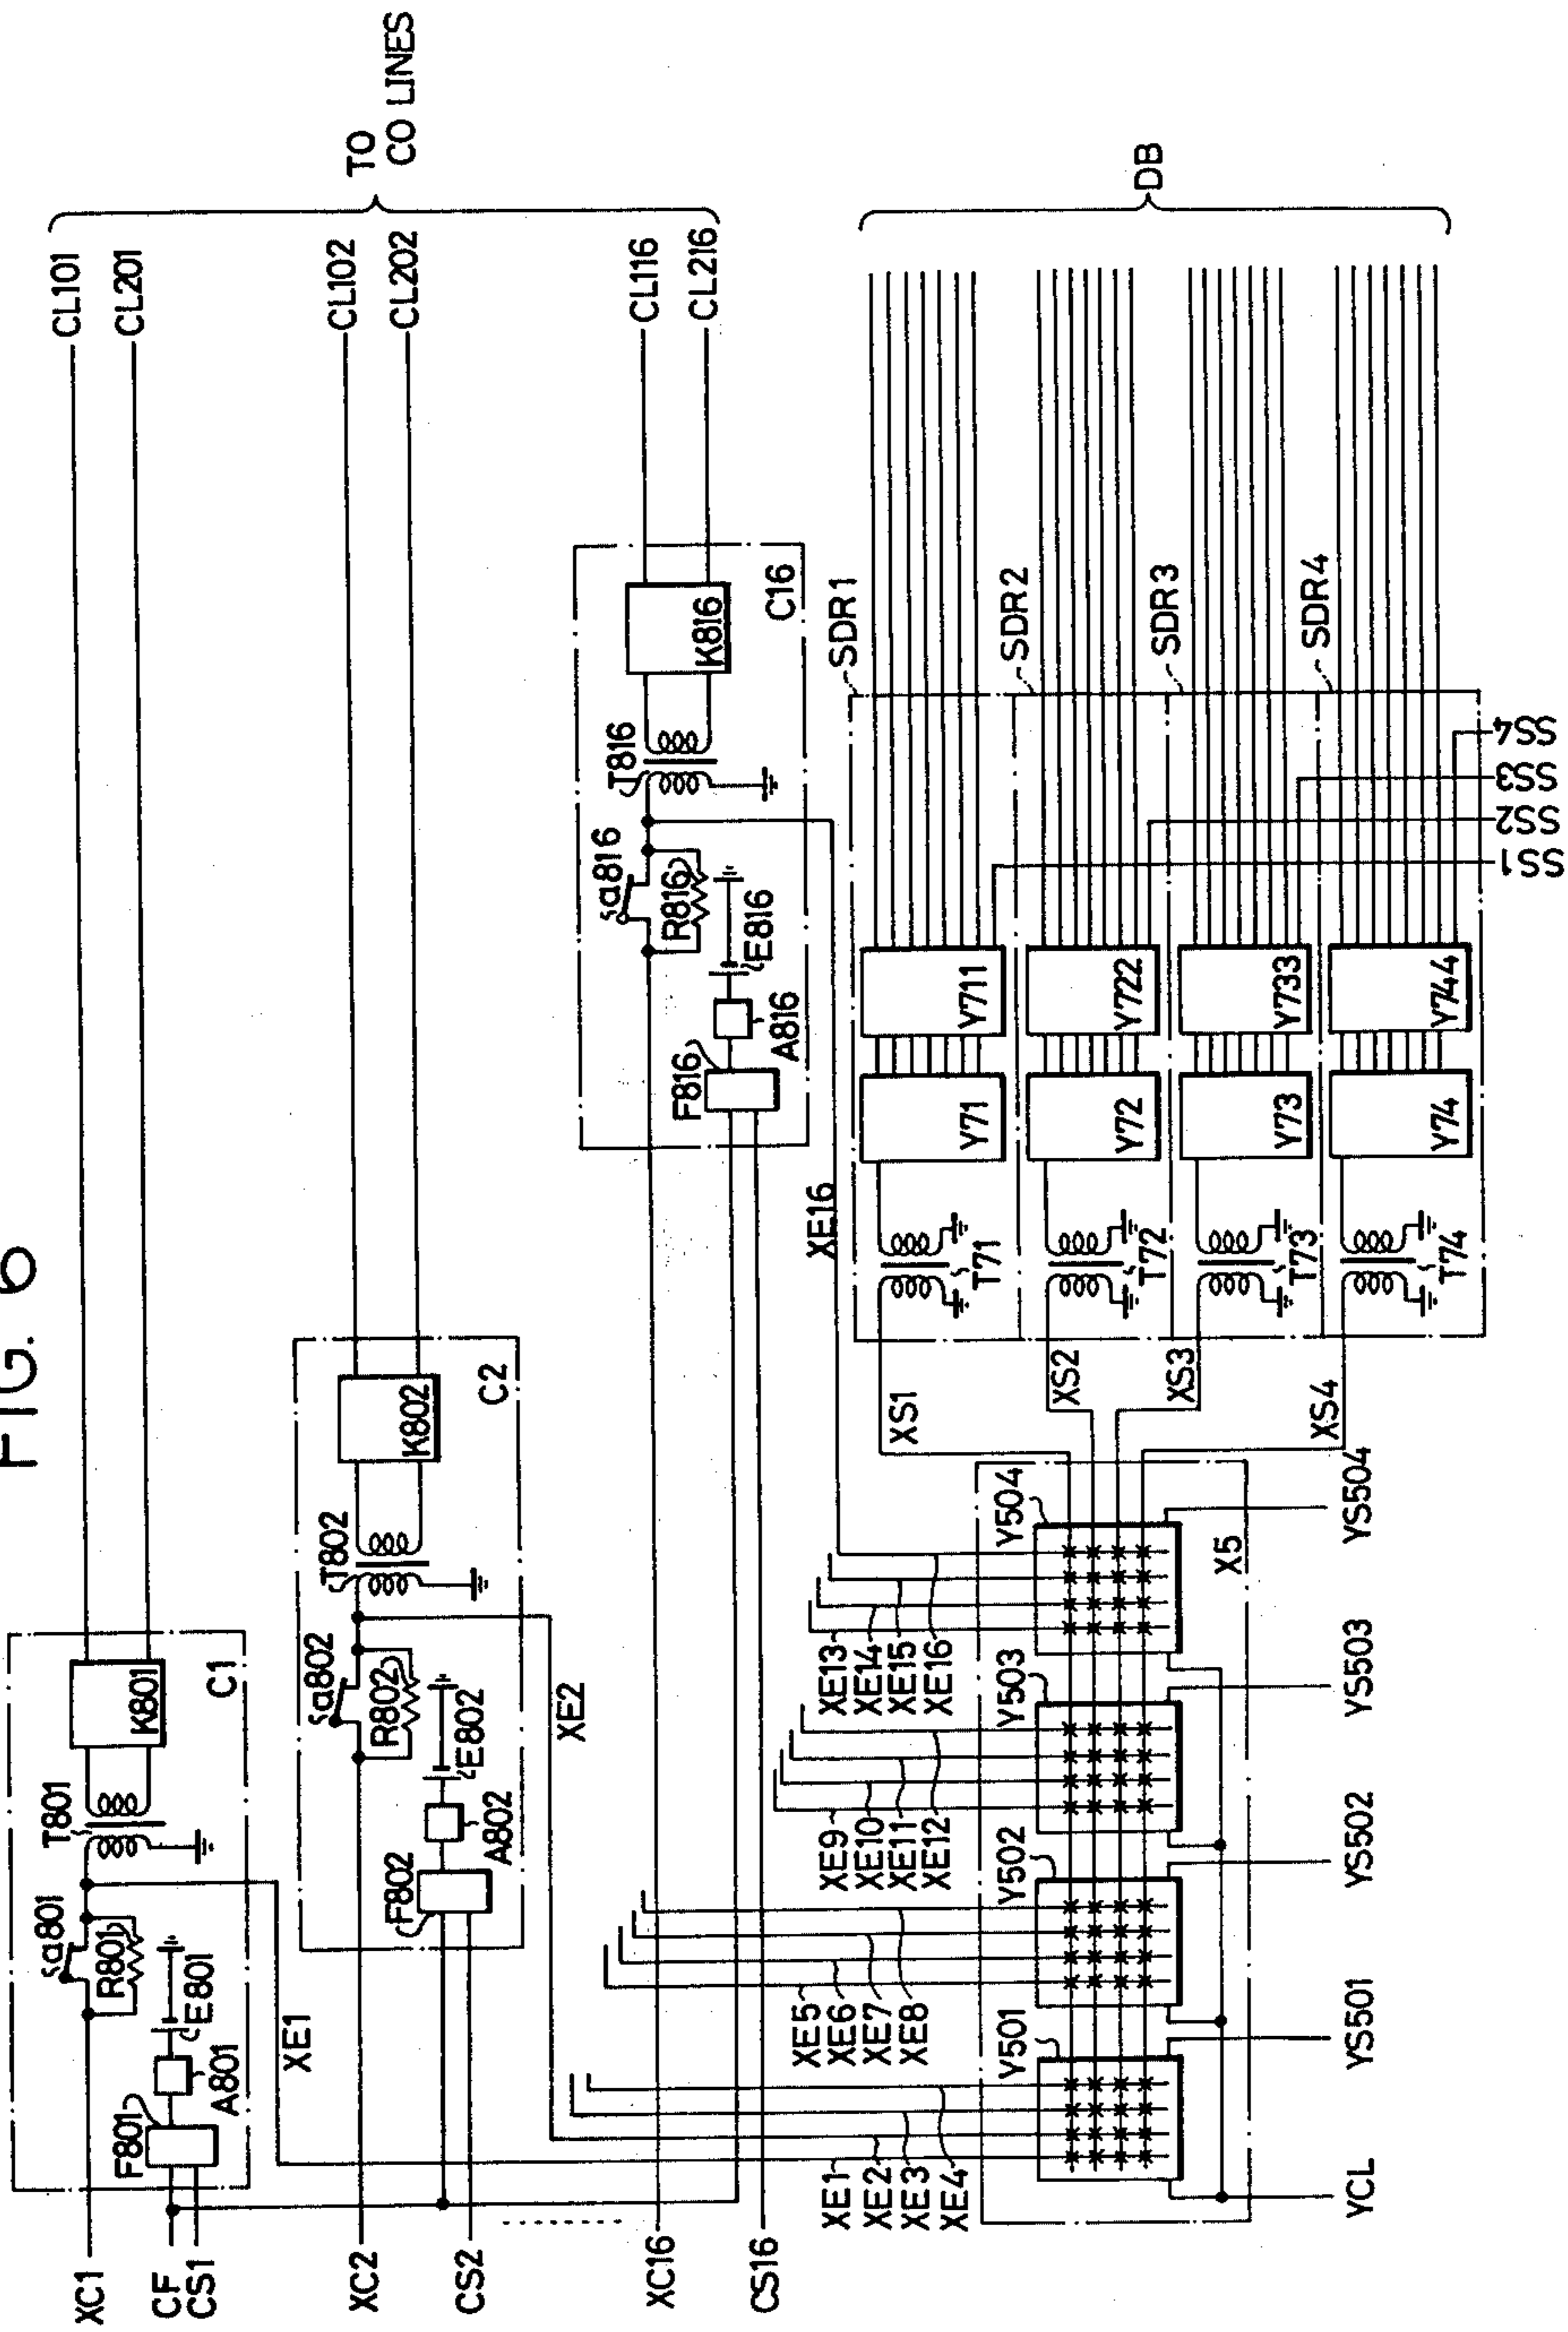 FIG. 6
XC1
CF
CS1
F801
A801
E801
R801
a801
T801
K801
C1
CL101
CL201
XE1
XC2
CS2
F802
A802
E802
R802
a802
T802
K802
C2
CL102
CL202
TO
CO LINES
XE2
XC16
CS16
F816
A816
E816
R816
a816
T816
K816
C16
CL116
CL216
XE16
XE1
XE2
XE3
XE4
XE5
XE6
XE7
XE8
XE9
XE10
XE11
XE12
XE13
XE14
XE15
XE16
Y501
Y502
Y503
Y504
X5
YCL
YS501
YS502
YS503
YS504
XS1
XS2
XS3
XS4
T71
T72
T73
T74
Y71
Y72
Y73
Y74
Y711
Y722
Y733
Y744
SDR1
SDR2
SDR3
SDR4
SS1
SS2
SS3
SS4
DB